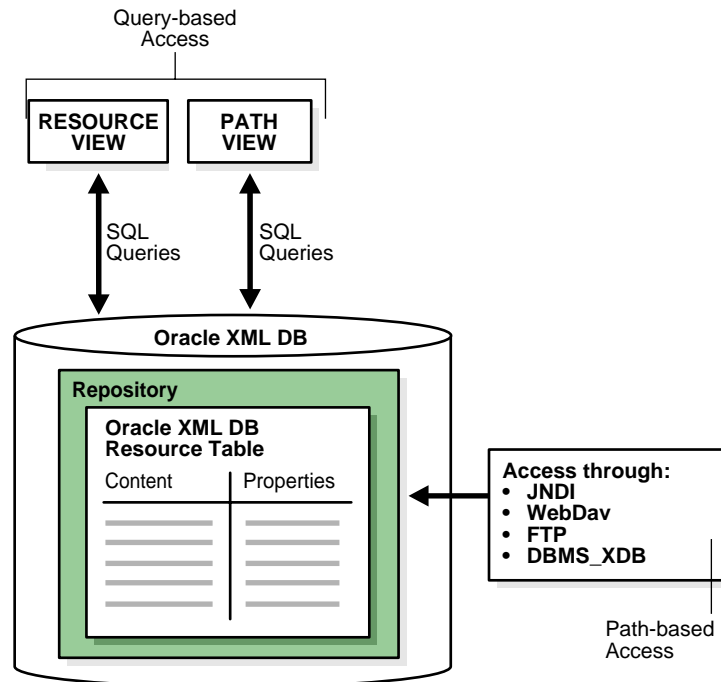 Query-based
Access
RESOURCE
VIEW
PATH
VIEW
SQL
Queries
SQL
Queries
Oracle XML DB
Repository
Oracle XML DB
Resource Table
Content
Properties
Access through:
• JNDI
• WebDav
• FTP
• DBMS_XDB
Path-based
Access